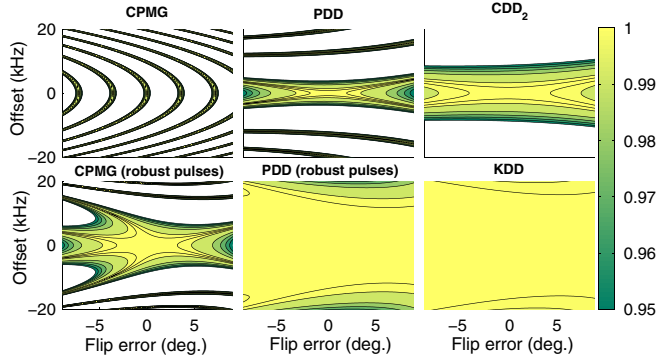 CPMG
PDD
CDD2
20
0
−20
Offset (kHz)
CPMG (robust pulses)
PDD (robust pulses)
KDD
20
0
−20
Offset (kHz)
−5 0 5
Flip error (deg.)
−5 0 5
Flip error (deg.)
−5 0 5
Flip error (deg.)
1
0.99
0.98
0.97
0.96
0.95